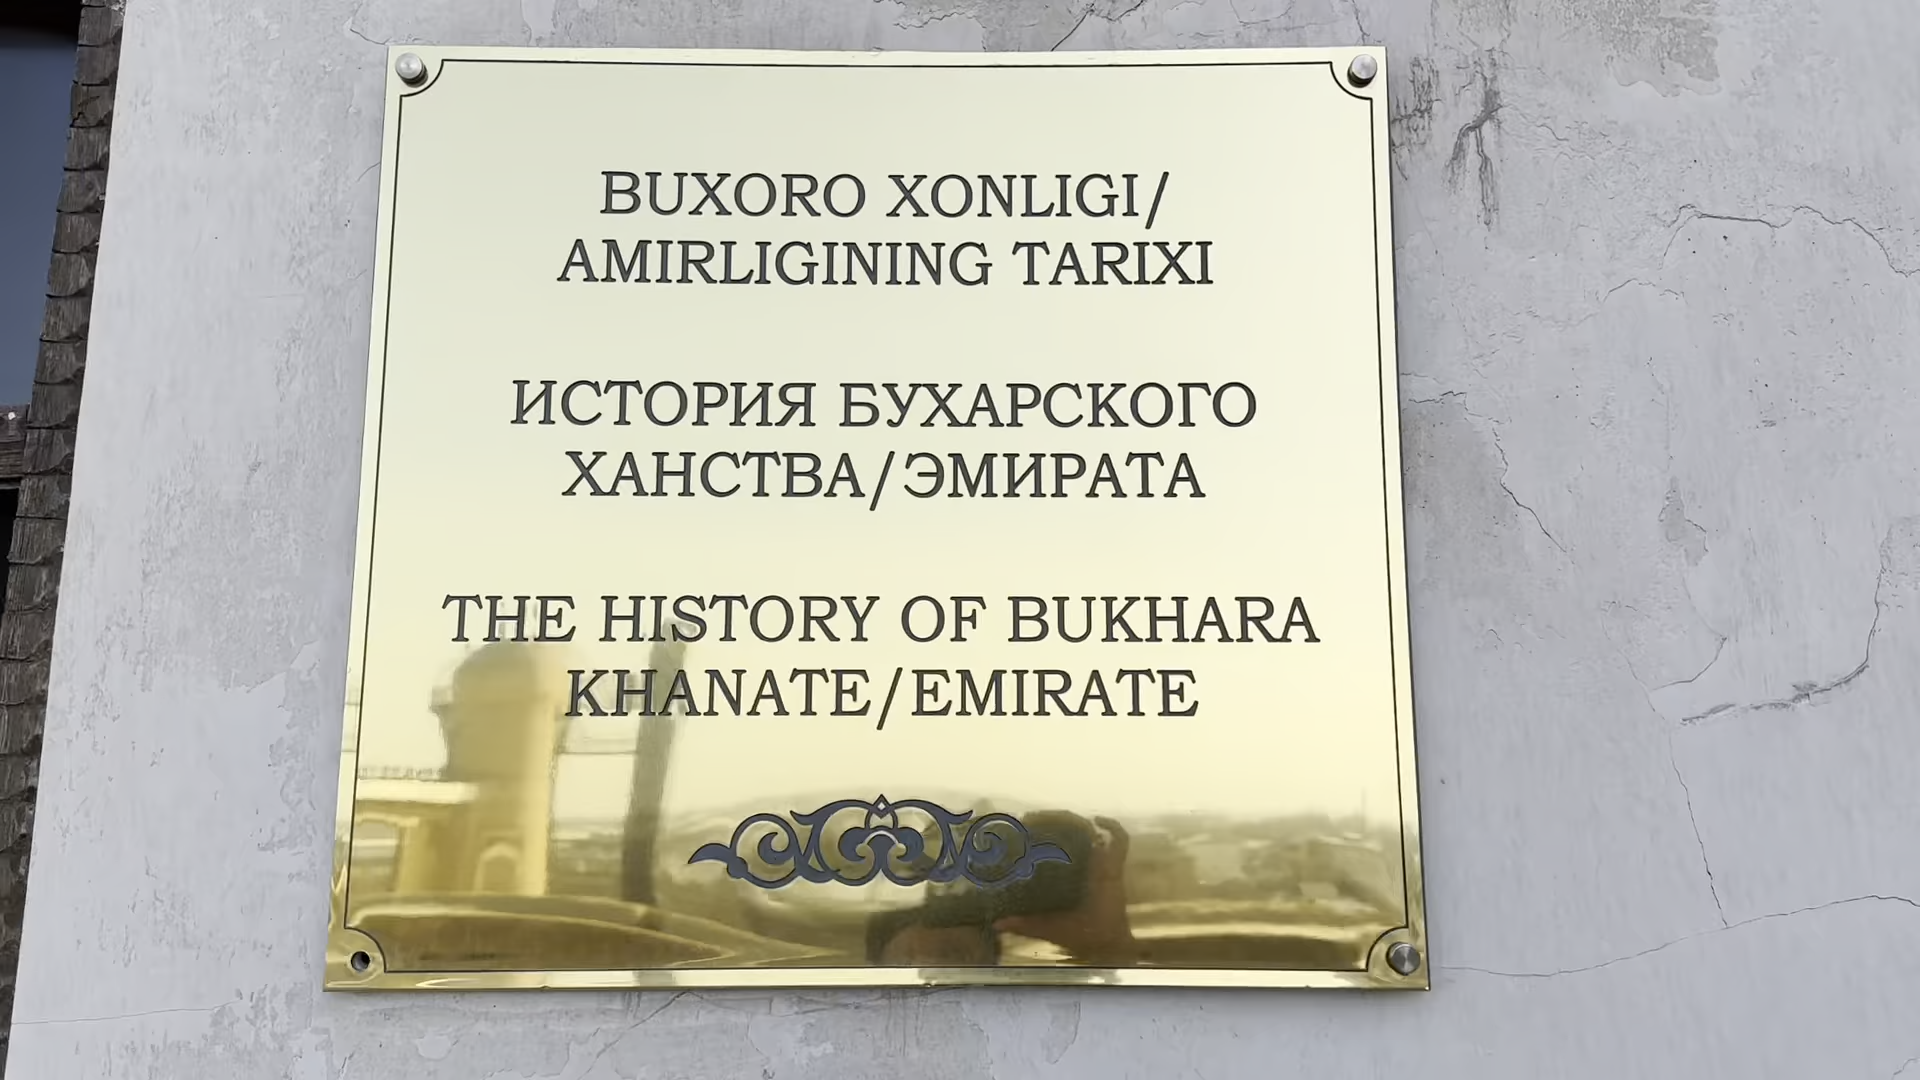 BUXORO XONLIGI/
AMIRLIGINING TARIXI
ИСТОРИЯ БУХАРСКОГО
ХАНСТВА/ЭМИРАТА
THE HISTORY OF BUKHARA
KHANATE/EMIRATE